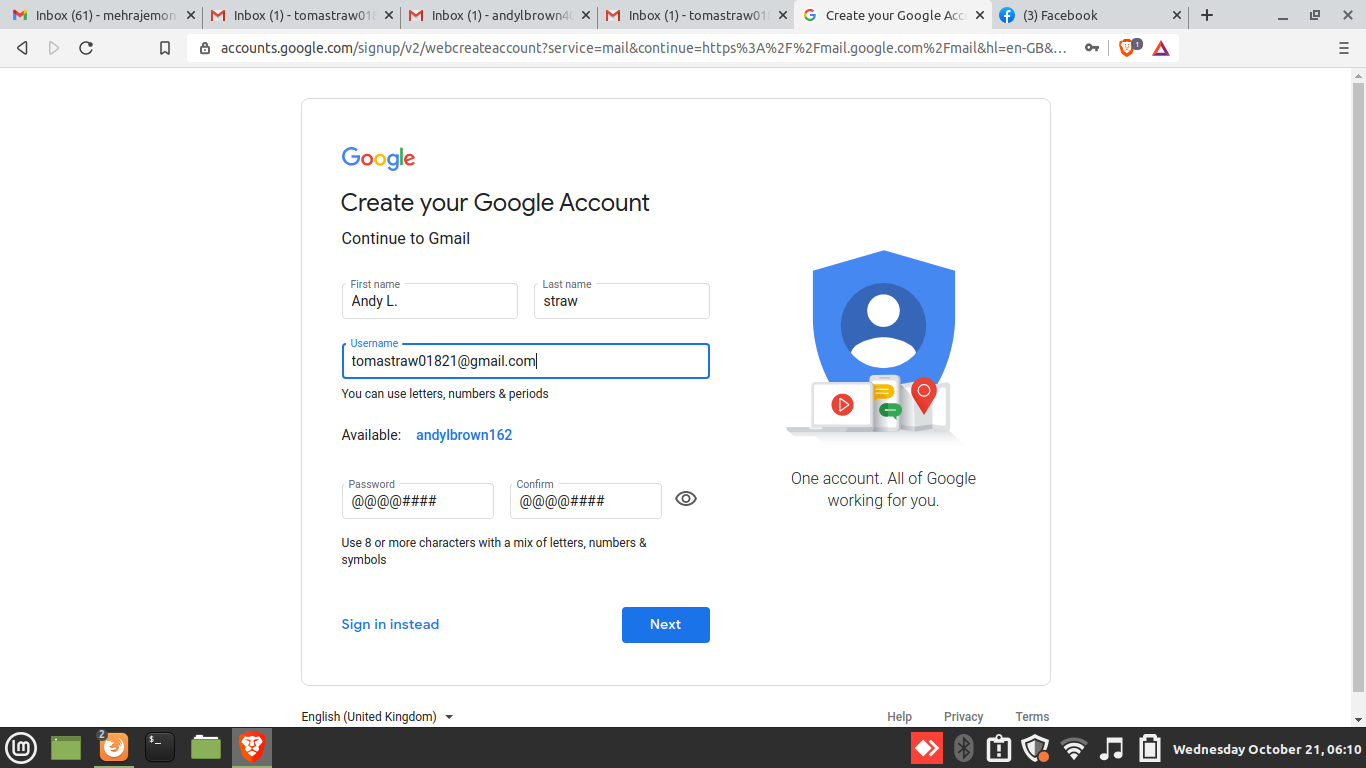 Inbox (61) - mehrajemon
Inbox (1) - tomastraw01
Inbox (1) - andylbrown4
Inbox (1) - tomastraw01
Create your Google Acc
(3) Facebook
accounts.google.com/signup/v2/webcreateaccount?service=mail&continue=https%3A%2F%2Fmail.google.com%2Fmail&hl=en-GB&...
1
Google
Create your Google Account
Continue to Gmail
First name
Last name
Andy L.
straw
Username
tomastraw01821@gmail.com
You can use letters, numbers & periods
Available: andylbrown162
Password
Confirm
@@@@####
@@@@####
Use 8 or more characters with a mix of letters, numbers &
symbols
One account. All of Google
working for you.
Sign in instead
Next
English (United Kingdom)
Help
Privacy
Terms
2
$_
Wednesday October 21, 06:10